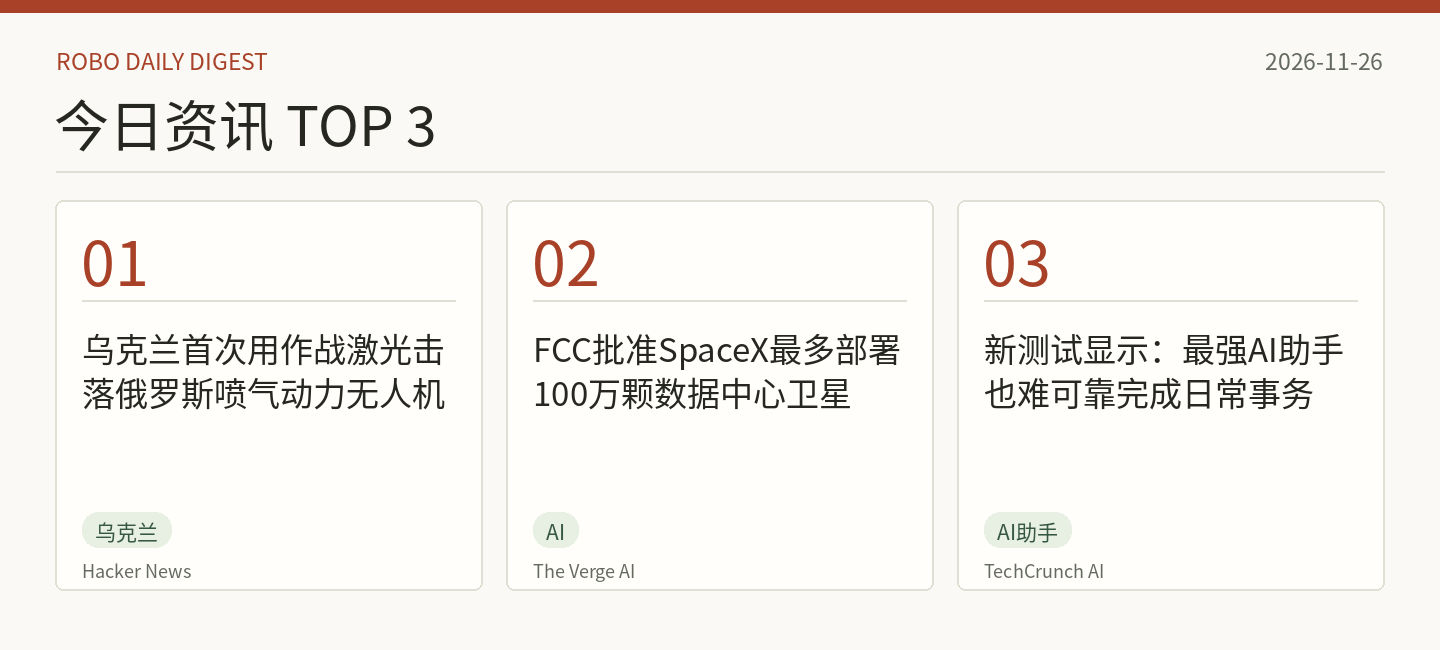 ROBO DAILY DIGEST
2026-11-26
今日资讯 TOP 3
01
乌克兰首次用作战激光击
落俄罗斯喷气动力无人机
乌克兰
Hacker News
02
FCC批准SpaceX最多部署
100万颗数据中心卫星
AI
The Verge AI
03
新测试显示：最强AI助手
也难可靠完成日常事务
AI助手
TechCrunch AI